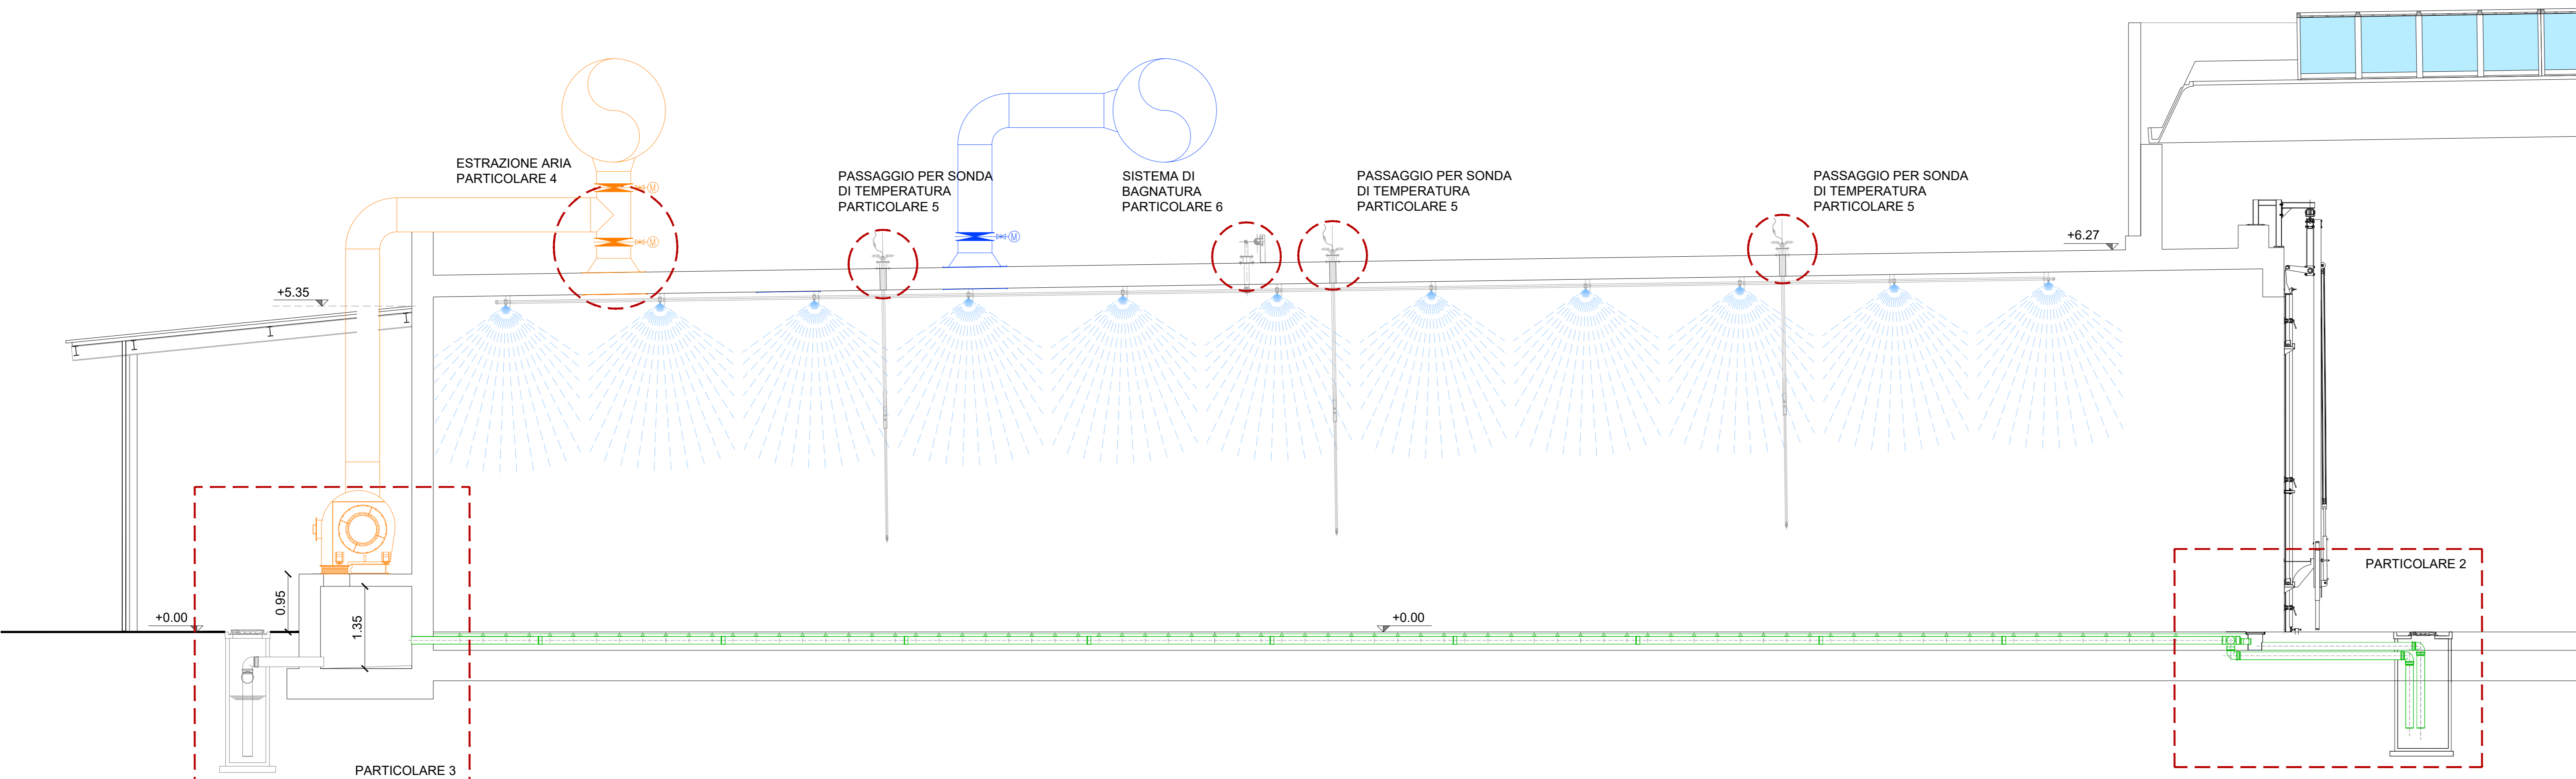 ESTRAZIONE ARIA
PARTICOLARE 4
PASSAGGIO PER SONDA
DI TEMPERATURA
PARTICOLARE 5
SISTEMA DI
BAGNATURA
PARTICOLARE 6
PASSAGGIO PER SONDA
DI TEMPERATURA
PARTICOLARE 5
PASSAGGIO PER SONDA
DI TEMPERATURA
PARTICOLARE 5
M
M
M
+6.27
+5.35
PARTICOLARE 2
0.95
1.35
+0.00
+0.00
PARTICOLARE 3